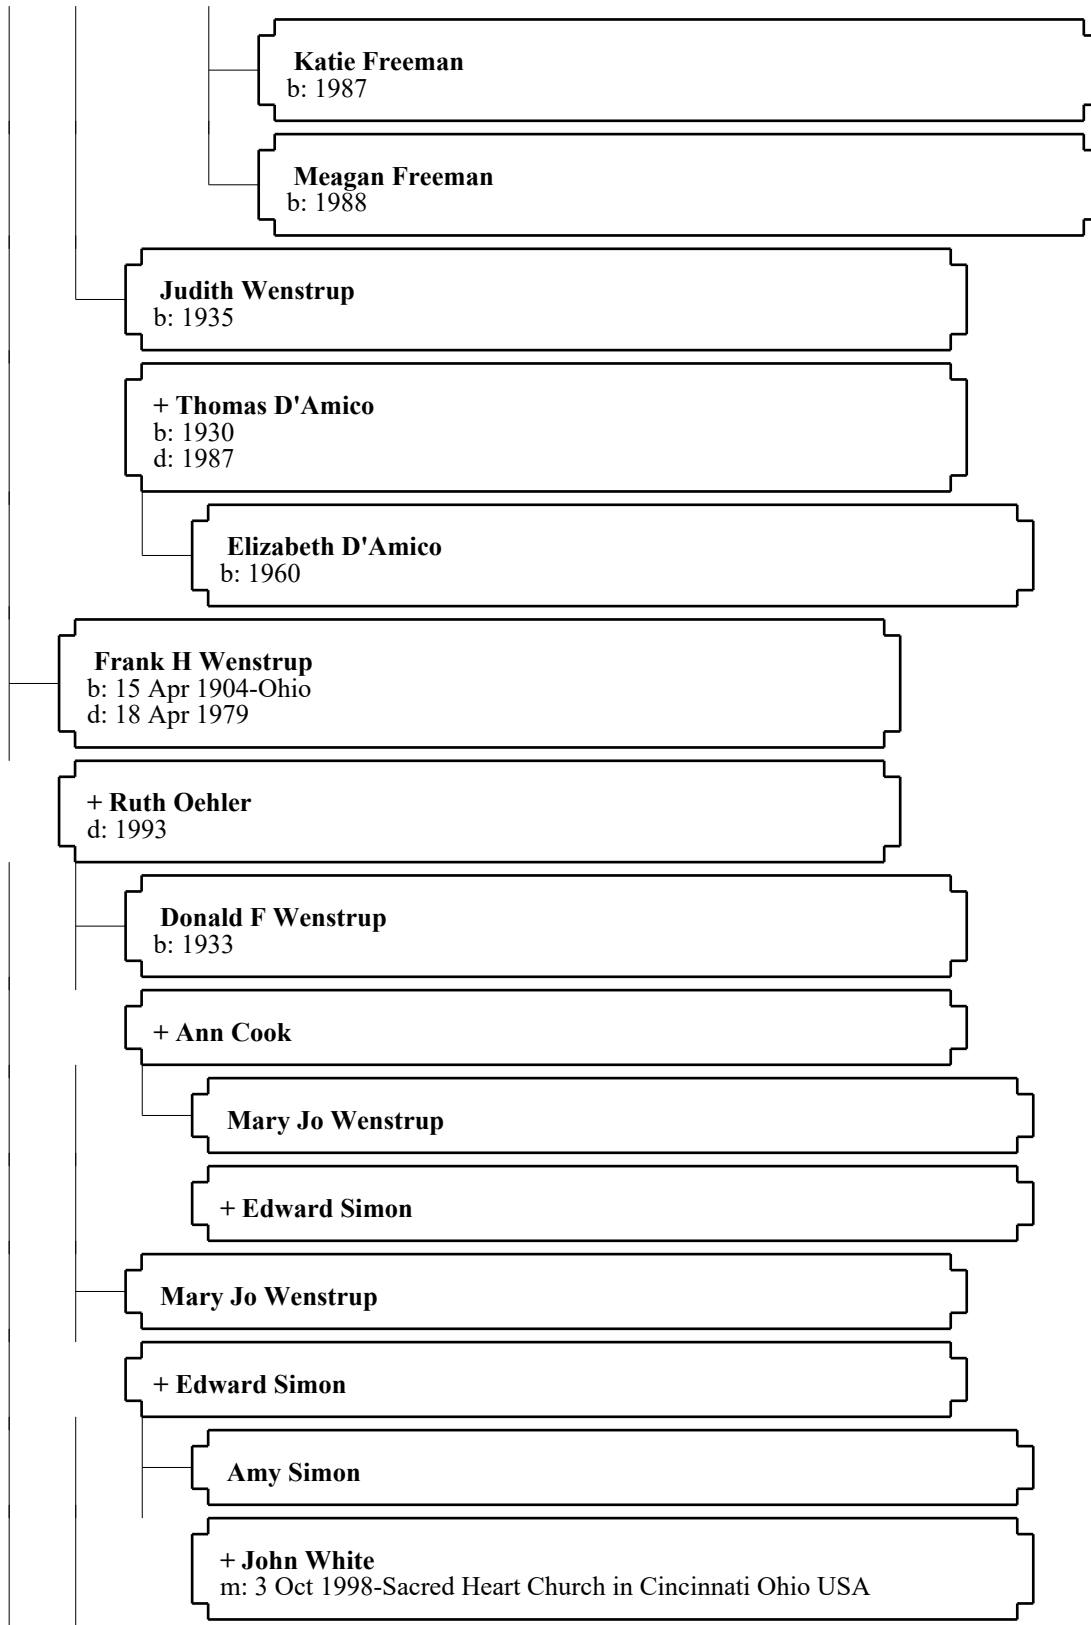 Katie Freeman
b: 1987
Meagan Freeman
b: 1988
Judith Wenstrup
b: 1935
+ Thomas D'Amico
b: 1930
d: 1987
Elizabeth D'Amico
b: 1960
Frank H Wenstrup
b: 15 Apr 1904-Ohio
d: 18 Apr 1979
+ Ruth Oehler
d: 1993
Donald F Wenstrup
b: 1933
+ Ann Cook
Mary Jo Wenstrup
+ Edward Simon
Mary Jo Wenstrup
+ Edward Simon
Amy Simon
+ John White
m: 3 Oct 1998-Sacred Heart Church in Cincinnati Ohio USA